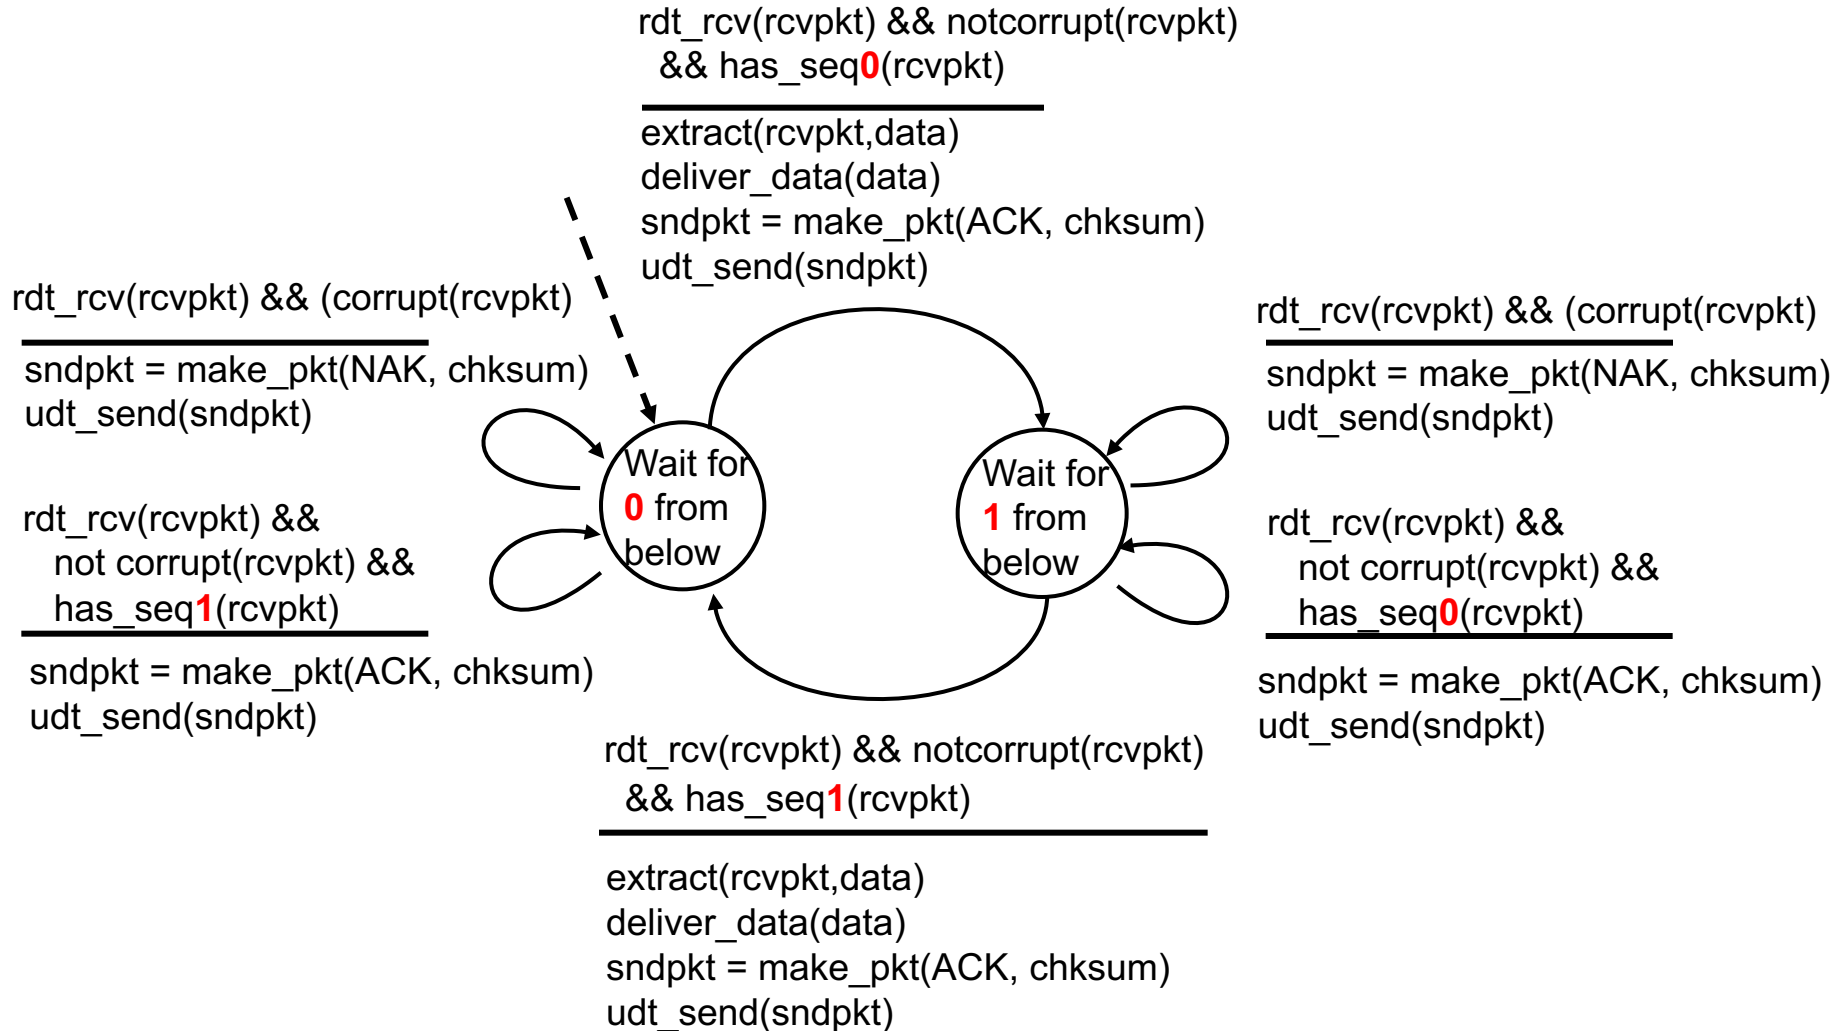 rdt_rcv(rcvpkt) && notcorrupt(rcvpkt)
&& has_seq0(rcvpkt)
extract(rcvpkt,data)
deliver_data(data)
sndpkt = make_pkt(ACK, chksum)
udt_send(sndpkt)
rdt_rcv(rcvpkt) && (corrupt(rcvpkt)
sndpkt = make_pkt(NAK, chksum)
udt_send(sndpkt)
rdt_rcv(rcvpkt) &&
not corrupt(rcvpkt) &&
has_seq1(rcvpkt)
sndpkt = make_pkt(ACK, chksum)
udt_send(sndpkt)
Wait for
0 from
below
Wait for
1 from
below
rdt_rcv(rcvpkt) && (corrupt(rcvpkt)
sndpkt = make_pkt(NAK, chksum)
udt_send(sndpkt)
rdt_rcv(rcvpkt) &&
not corrupt(rcvpkt) &&
has_seq0(rcvpkt)
sndpkt = make_pkt(ACK, chksum)
udt_send(sndpkt)
rdt_rcv(rcvpkt) && notcorrupt(rcvpkt)
&& has_seq1(rcvpkt)
extract(rcvpkt,data)
deliver_data(data)
sndpkt = make_pkt(ACK, chksum)
udt_send(sndpkt)